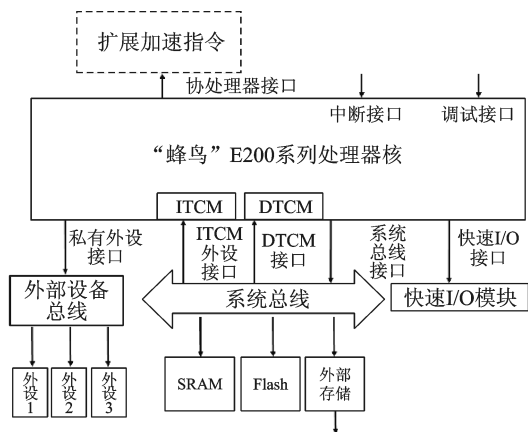 扩展加速指令
协处理器接口
中断接口
调试接口
“蜂鸟”E200系列处理器核
ITCM
DTCM
私有外设
接口
ITCM
外设
接口
DTCM
接口
系统
总线
接口
快速I/O
接口
外部设备
总线
系统总线
快速I/O模块
外设1
外设2
外设3
SRAM
Flash
外部
存储